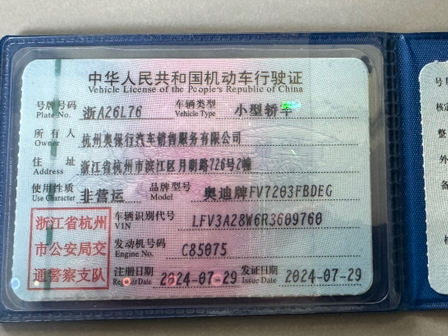 中华人民共和国机动车行驶证
Vehicle License of the People's Republic of China
号牌号码 浙A26L76 车辆类型 小型轿车
Plate No. Vehicle Type
所有人 杭州奥保行汽车销售服务有限公司
Owner
住址 浙江省杭州市滨江区月明路726号2幢
Address
使用性质 非营运 品牌型号 奥迪牌FV7203FBDEG
Use Character Model
浙江省杭州 车辆识别代号 LFV3A28W6R3609760
VIN
市公安局交 发动机号码 C85075
Engine No.
通警察支队 注册日期 2024-07-29 发证日期 2024-07-29
Register Date Issue Date